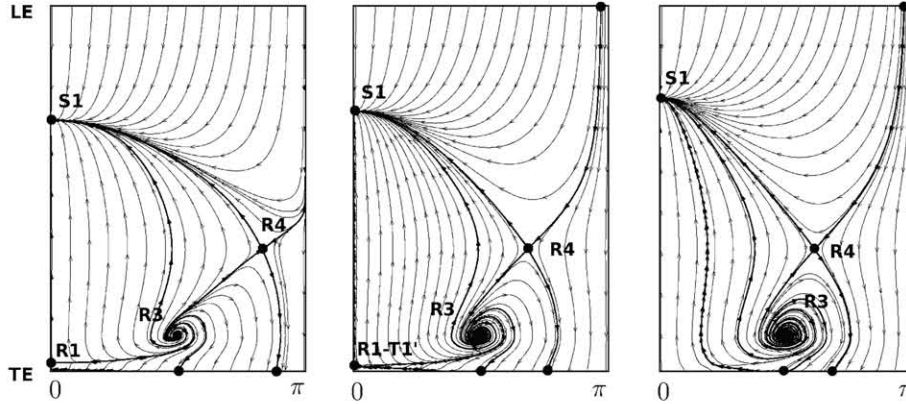 LE
S1
S1
S1
R4
R4
R4
R3
R3
R3
R1
R1-T1'
TE
0
π
0
π
0
π